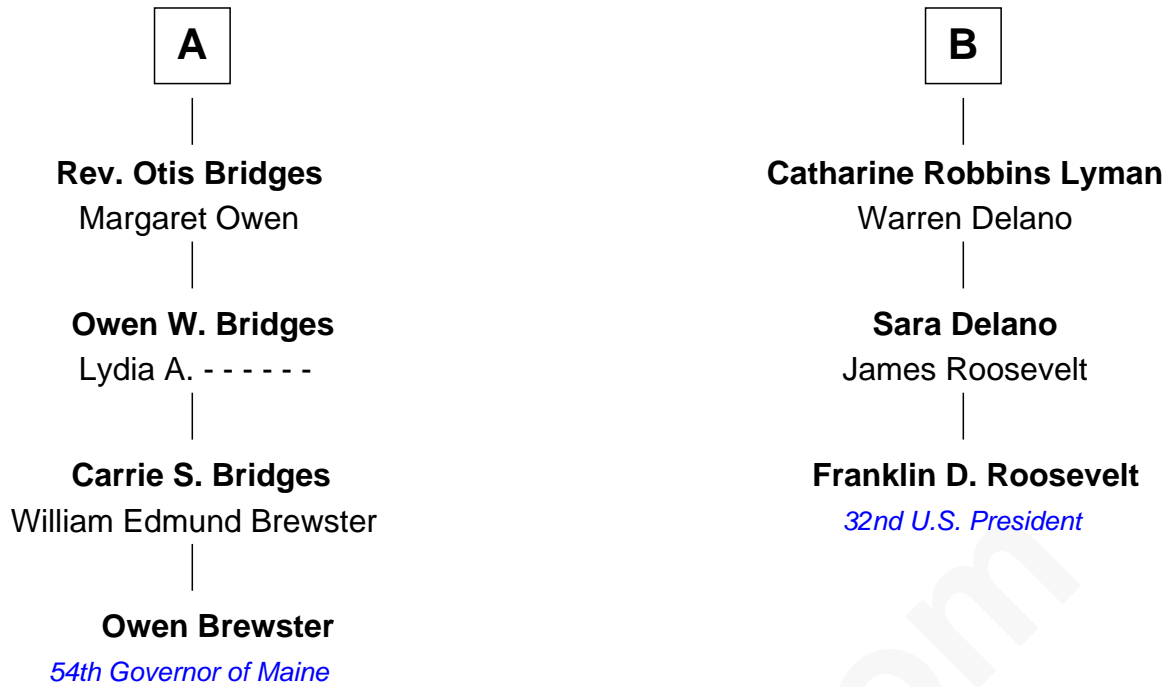 A
Rev. Otis Bridges
Margaret Owen
Owen W. Bridges
Lydia A. - - - - - -
Carrie S. Bridges
William Edmund Brewster
Owen Brewster
54th Governor of Maine
B
Catharine Robbins Lyman
Warren Delano
Sara Delano
James Roosevelt
Franklin D. Roosevelt
32nd U.S. President
om